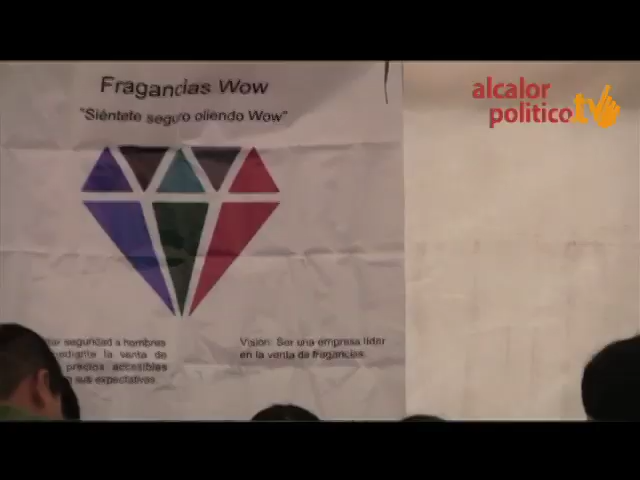 Fragancias Wow
"Siéntete seguro oliendo Wow"
alcalor
politico tv
seguridad a hombres
mediante la venta de
precios accesibles
sus expectativas.
Visión: Ser una empresa líder
en la venta de fragancias.